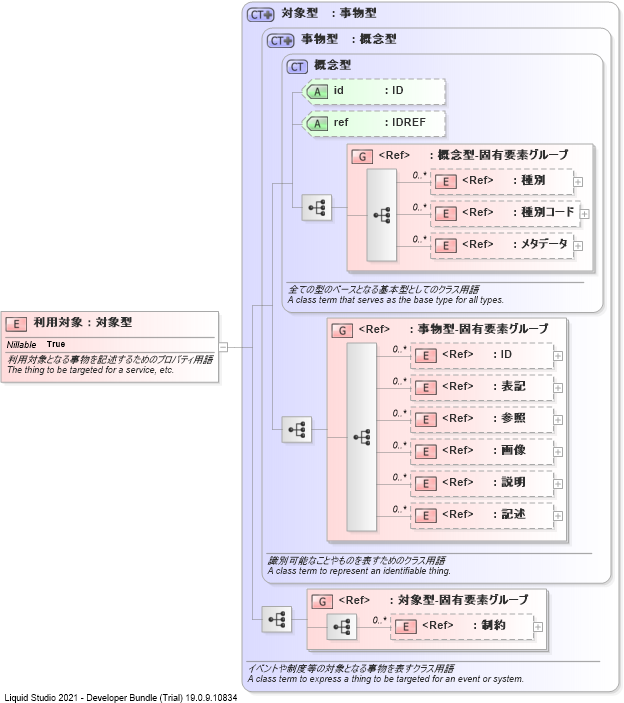 CT 対象型 : 事物型
CT 事物型 : 概念型
CT 概念型
A id : ID
A ref : IDREF
G <Ref> : 概念型-固有要素グループ
0..* E <Ref> : 種別
0..* E <Ref> : 種別コード
0..* E <Ref> : メタデータ
全ての型のベースとなる基本型としてのクラス用語
A class term that serves as the base type for all types.
E 利用対象 : 対象型
Nillable True
利用対象となる事物を記述するためのプロパティ用語
The thing to be targeted for a service, etc.
G <Ref> : 事物型-固有要素グループ
0..* E <Ref> : ID
0..* E <Ref> : 表記
0..* E <Ref> : 参照
0..* E <Ref> : 画像
0..* E <Ref> : 説明
0..* E <Ref> : 記述
識別可能なことやものを表すためのクラス用語
A class term to represent an identifiable thing.
G <Ref> : 対象型-固有要素グループ
0..* E <Ref> : 制約
イベントや制度等の対象となる事物を表すクラス用語
A class term to express a thing to be targeted for an event or system.
Liquid Studio 2021 - Developer Bundle (Trial) 19.0.9.10834